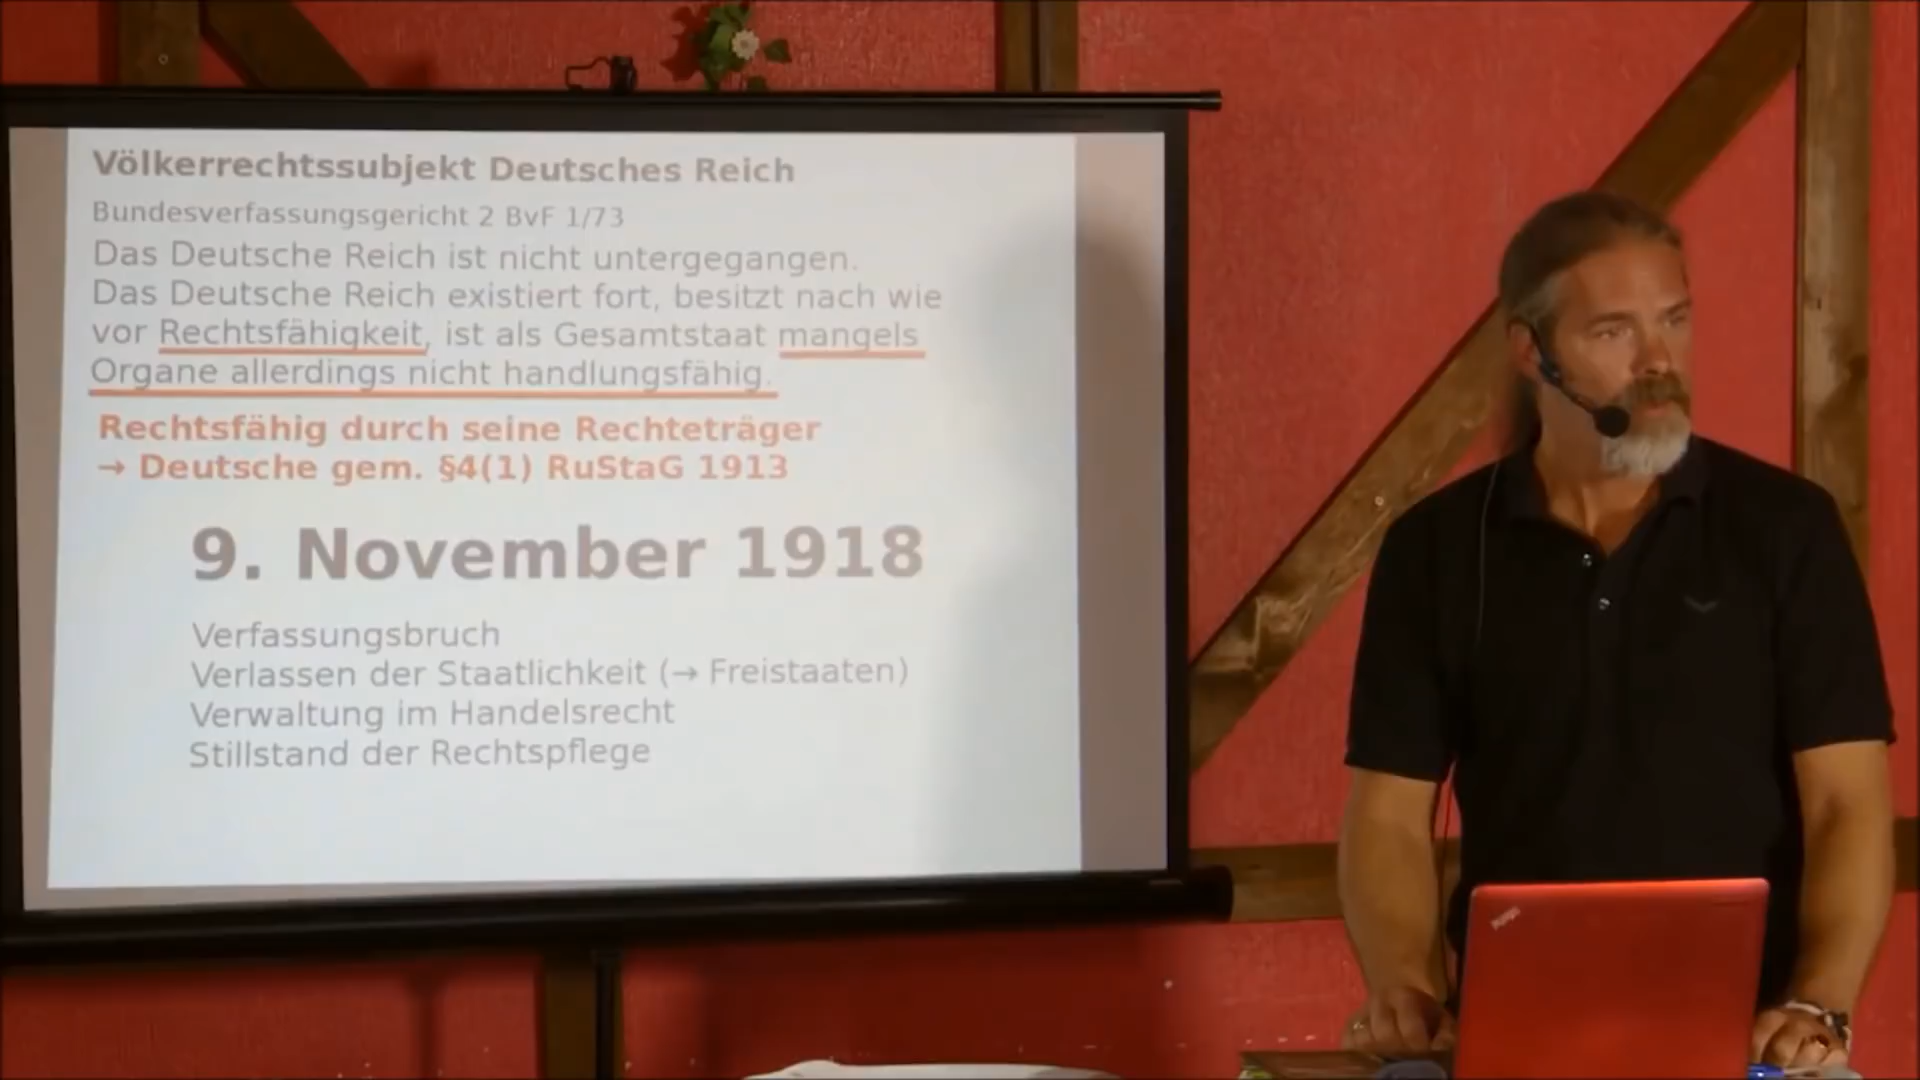 Völkerrechtssubjekt Deutsches Reich
Bundesverfassungsgericht 2 BvF 1/73
Das Deutsche Reich ist nicht untergegangen.
Das Deutsche Reich existiert fort, besitzt nach wie
vor Rechtsfähigkeit, ist als Gesamtstaat mangels
Organe allerdings nicht handlungsfähig.
Rechtsfähig durch seine Rechteträger
→ Deutsche gem. §4(1) RuStaG 1913
9. November 1918
Verfassungsbruch
Verlassen der Staatlichkeit (→ Freistaaten)
Verwaltung im Handelsrecht
Stillstand der Rechtspflege